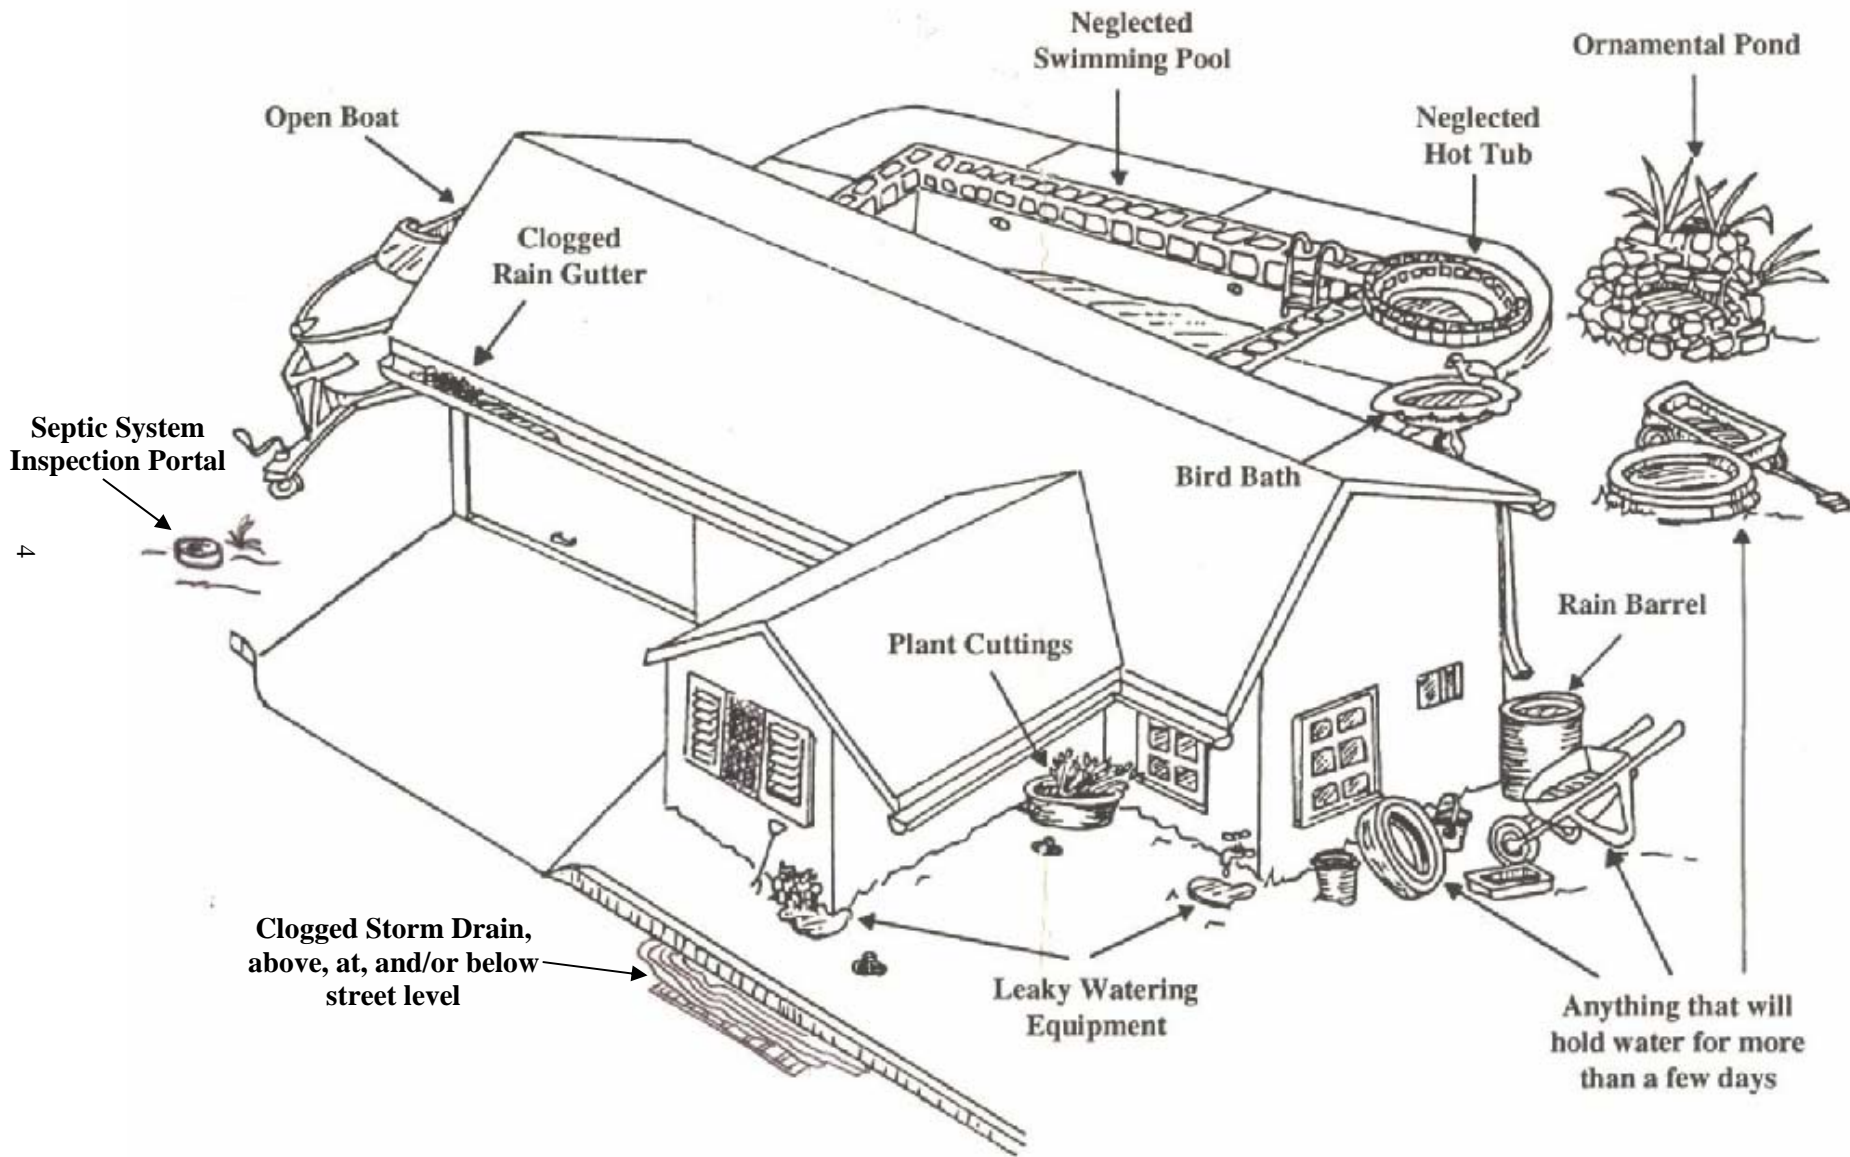 Neglected
Swimming Pool
Ornamental Pond
Open Boat
Neglected
Hot Tub
Clogged
Rain Gutter
Septic System
Inspection Portal
Bird Bath
4
Rain Barrel
Plant Cuttings
Clogged Storm Drain,
above, at, and/or below
street level
Leaky Watering
Equipment
Anything that will
hold water for more
than a few days